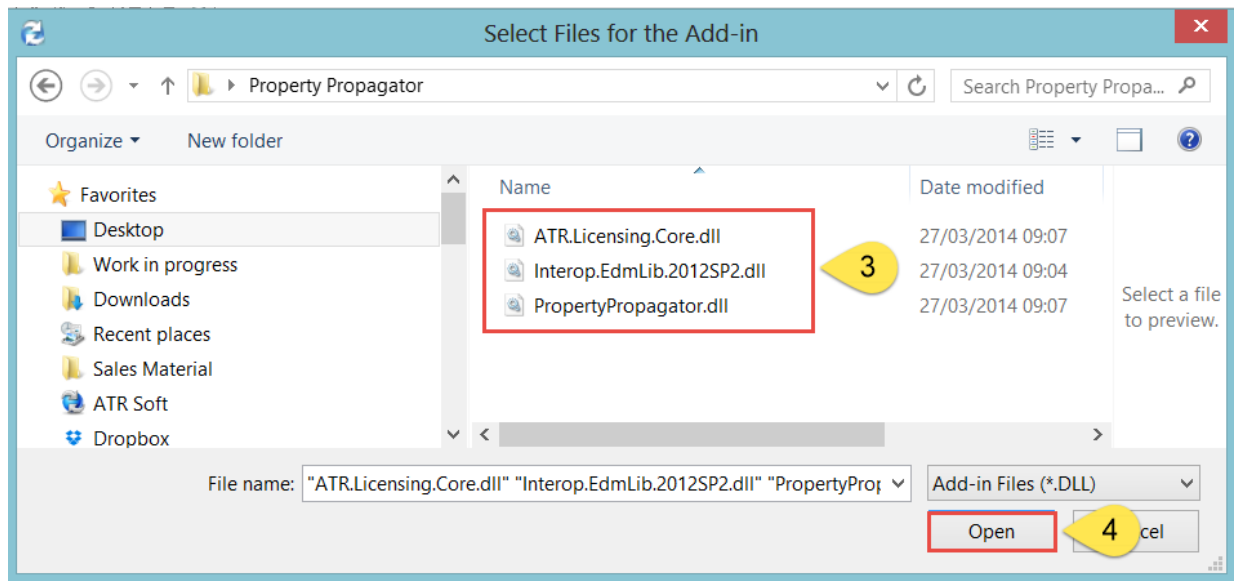 Select Files for the Add-in
Property Propagator
Search Property Propa...
Organize
New folder
Favorites
Desktop
Work in progress
Downloads
Recent places
Sales Material
ATR Soft
Dropbox
Name
Date modified
ATR.Licensing.Core.dll 27/03/2014 09:07
Interop.EdmLib.2012SP2.dll 27/03/2014 09:04
PropertyPropagator.dll 27/03/2014 09:07
3
Select a file
to preview.
File name: "ATR.Licensing.Core.dll" "Interop.EdmLib.2012SP2.dll" "PropertyProp
Add-in Files (*.DLL)
Open
4
cel